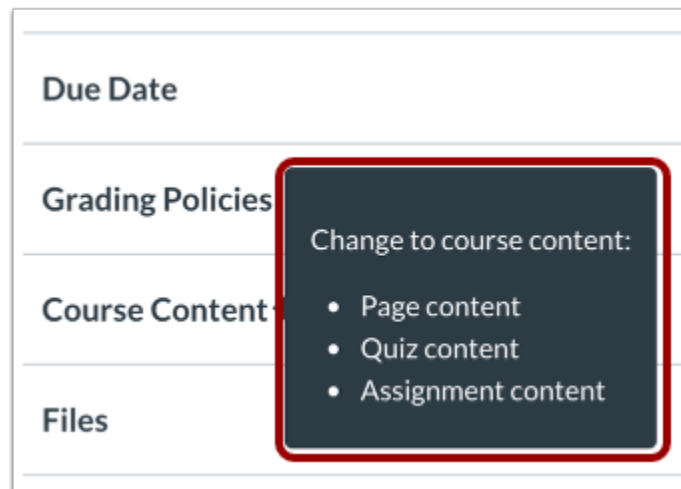 Due Date
Grading Policies
Change to course content:
Course Content
• Page content
• Quiz content
• Assignment content
Files